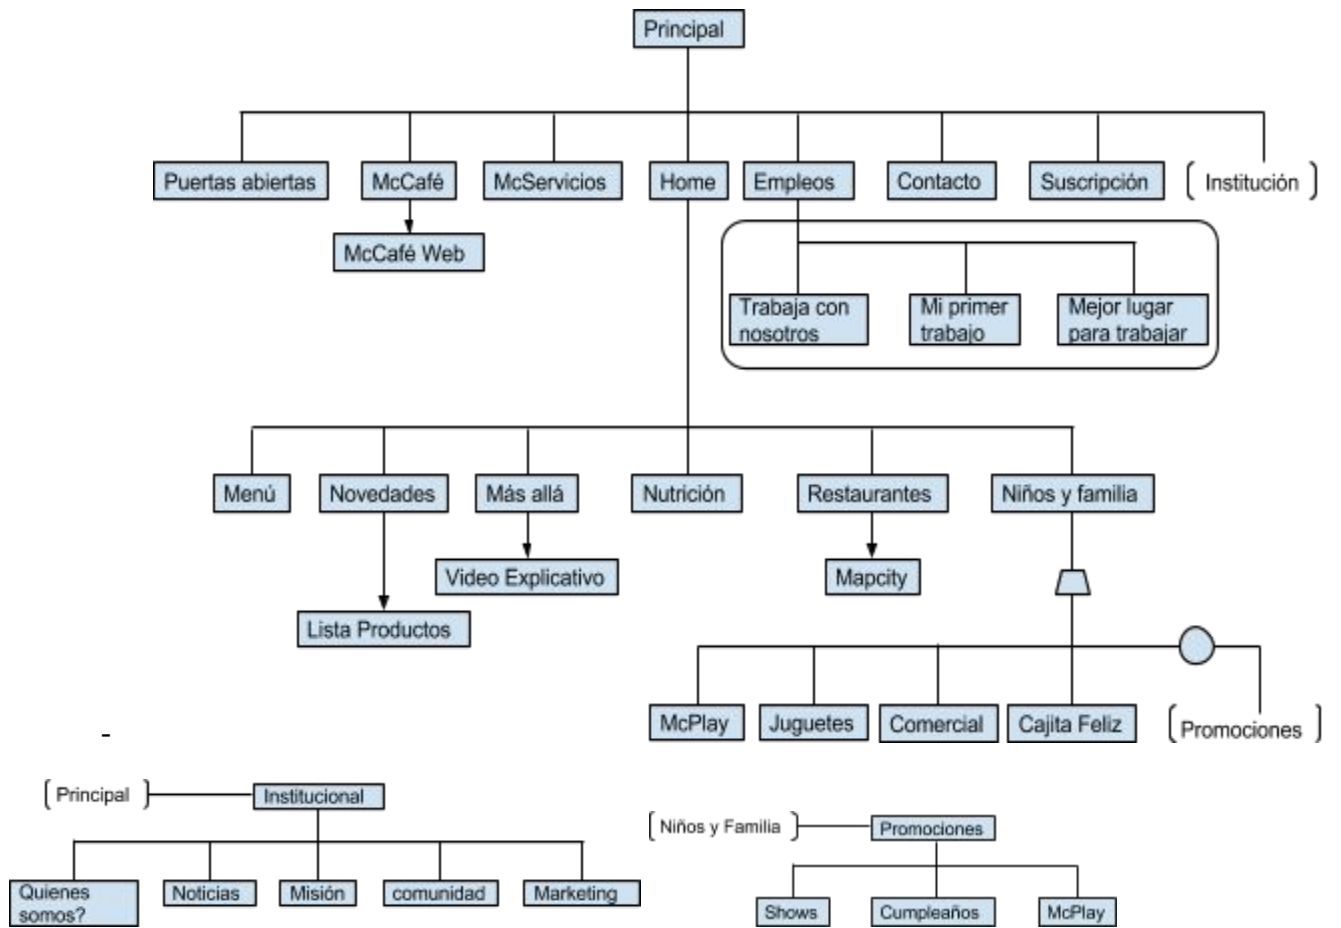 Principal
Puertas abiertas
McCafé
McServicios
Home
Empleos
Contacto
Suscripción
Institución
McCafé Web
Trabaja con
nosotros
Mi primer
trabajo
Mejor lugar
para trabajar
Menú
Novedades
Más allá
Nutrición
Restaurantes
Niños y familia
Video Explicativo
Mapcity
Lista Productos
McPlay
Juguetes
Comercial
Cajita Feliz
Promociones
-
Principal
Institucional
Quienes
somos?
Noticias
Misión
comunidad
Marketing
Niños y Familia
Promociones
Shows
Cumpleaños
McPlay